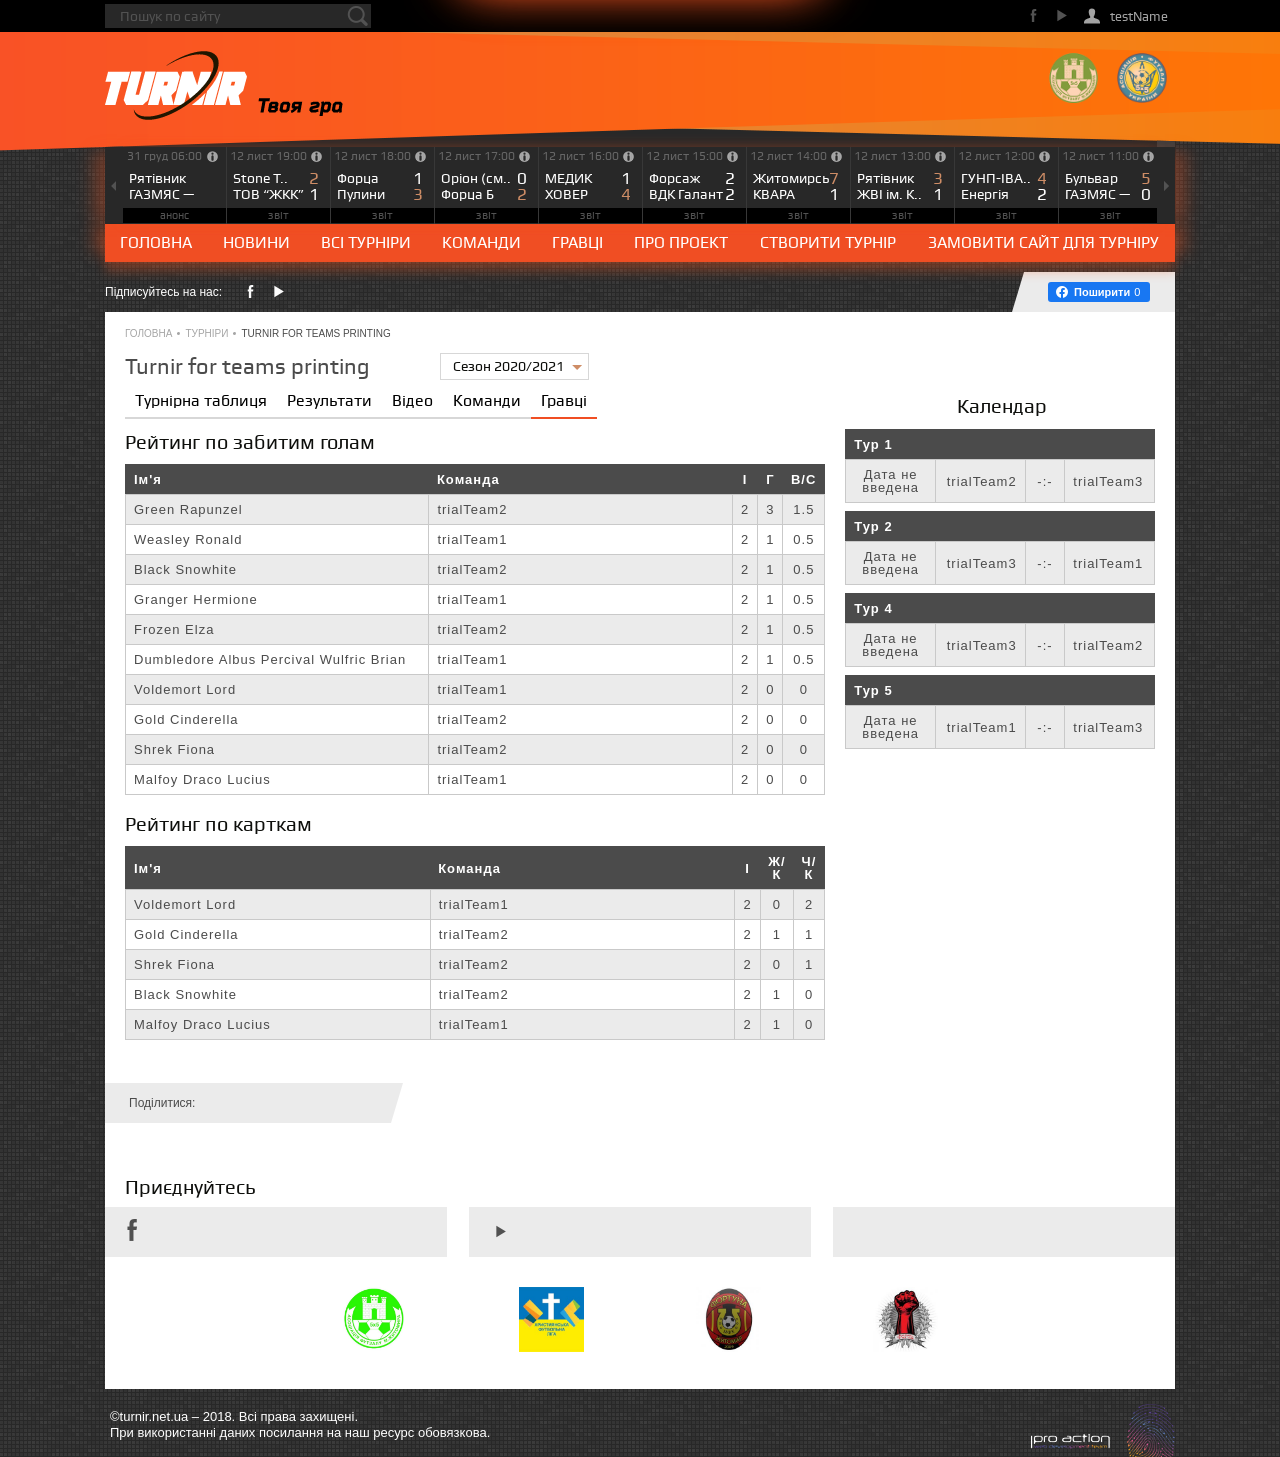 Пошук по сайту
testName
TURNIR Твоя гра
31 груд 06:00
Рятівник
ГАЗМЯС —
анонс
12 лист 19:00
Stone T.. 2
ТОВ “ЖКК” 1
звіт
12 лист 18:00
Форца 1
Пулини 3
звіт
12 лист 17:00
Оріон (см.. 0
Форца Б 2
звіт
12 лист 16:00
МЕДИК 1
ХОВЕР 4
звіт
12 лист 15:00
Форсаж 2
ВДК Галант 2
звіт
12 лист 14:00
Житомирсь 7
КВАРА 1
звіт
12 лист 13:00
Рятівник 3
ЖВІ ім. К.. 1
звіт
12 лист 12:00
ГУНП-ІВА.. 4
Енергія 2
звіт
12 лист 11:00
Бульвар 5
ГАЗМЯС — 0
звіт
ГОЛОВНА НОВИНИ ВСІ ТУРНІРИ КОМАНДИ ГРАВЦІ ПРО ПРОЕКТ СТВОРИТИ ТУРНІР ЗАМОВИТИ САЙТ ДЛЯ ТУРНІРУ
Підписуйтесь на нас:
Поширити 0
ГОЛОВНА • ТУРНІРИ • TURNIR FOR TEAMS PRINTING
Turnir for teams printing
Сезон 2020/2021
Турнірна таблиця Результати Відео Команди Гравці
Рейтинг по забитим голам
Ім'я Команда І Г В/С
Green Rapunzel trialTeam2 2 3 1.5
Weasley Ronald trialTeam1 2 1 0.5
Black Snowhite trialTeam2 2 1 0.5
Granger Hermione trialTeam1 2 1 0.5
Frozen Elza trialTeam2 2 1 0.5
Dumbledore Albus Percival Wulfric Brian trialTeam1 2 1 0.5
Voldemort Lord trialTeam1 2 0 0
Gold Cinderella trialTeam2 2 0 0
Shrek Fiona trialTeam2 2 0 0
Malfoy Draco Lucius trialTeam1 2 0 0
Рейтинг по карткам
Ім'я Команда І Ж/К Ч/К
Voldemort Lord trialTeam1 2 0 2
Gold Cinderella trialTeam2 2 1 1
Shrek Fiona trialTeam2 2 0 1
Black Snowhite trialTeam2 2 1 0
Malfoy Draco Lucius trialTeam1 2 1 0
Календар
Тур 1
Дата не введена trialTeam2 -:- trialTeam3
Тур 2
Дата не введена trialTeam3 -:- trialTeam1
Тур 4
Дата не введена trialTeam3 -:- trialTeam2
Тур 5
Дата не введена trialTeam1 -:- trialTeam3
Поділитися:
Приєднуйтесь
©turnir.net.ua – 2018. Всі права захищені.
При використанні даних посилання на наш ресурс обовязкова.
pro action